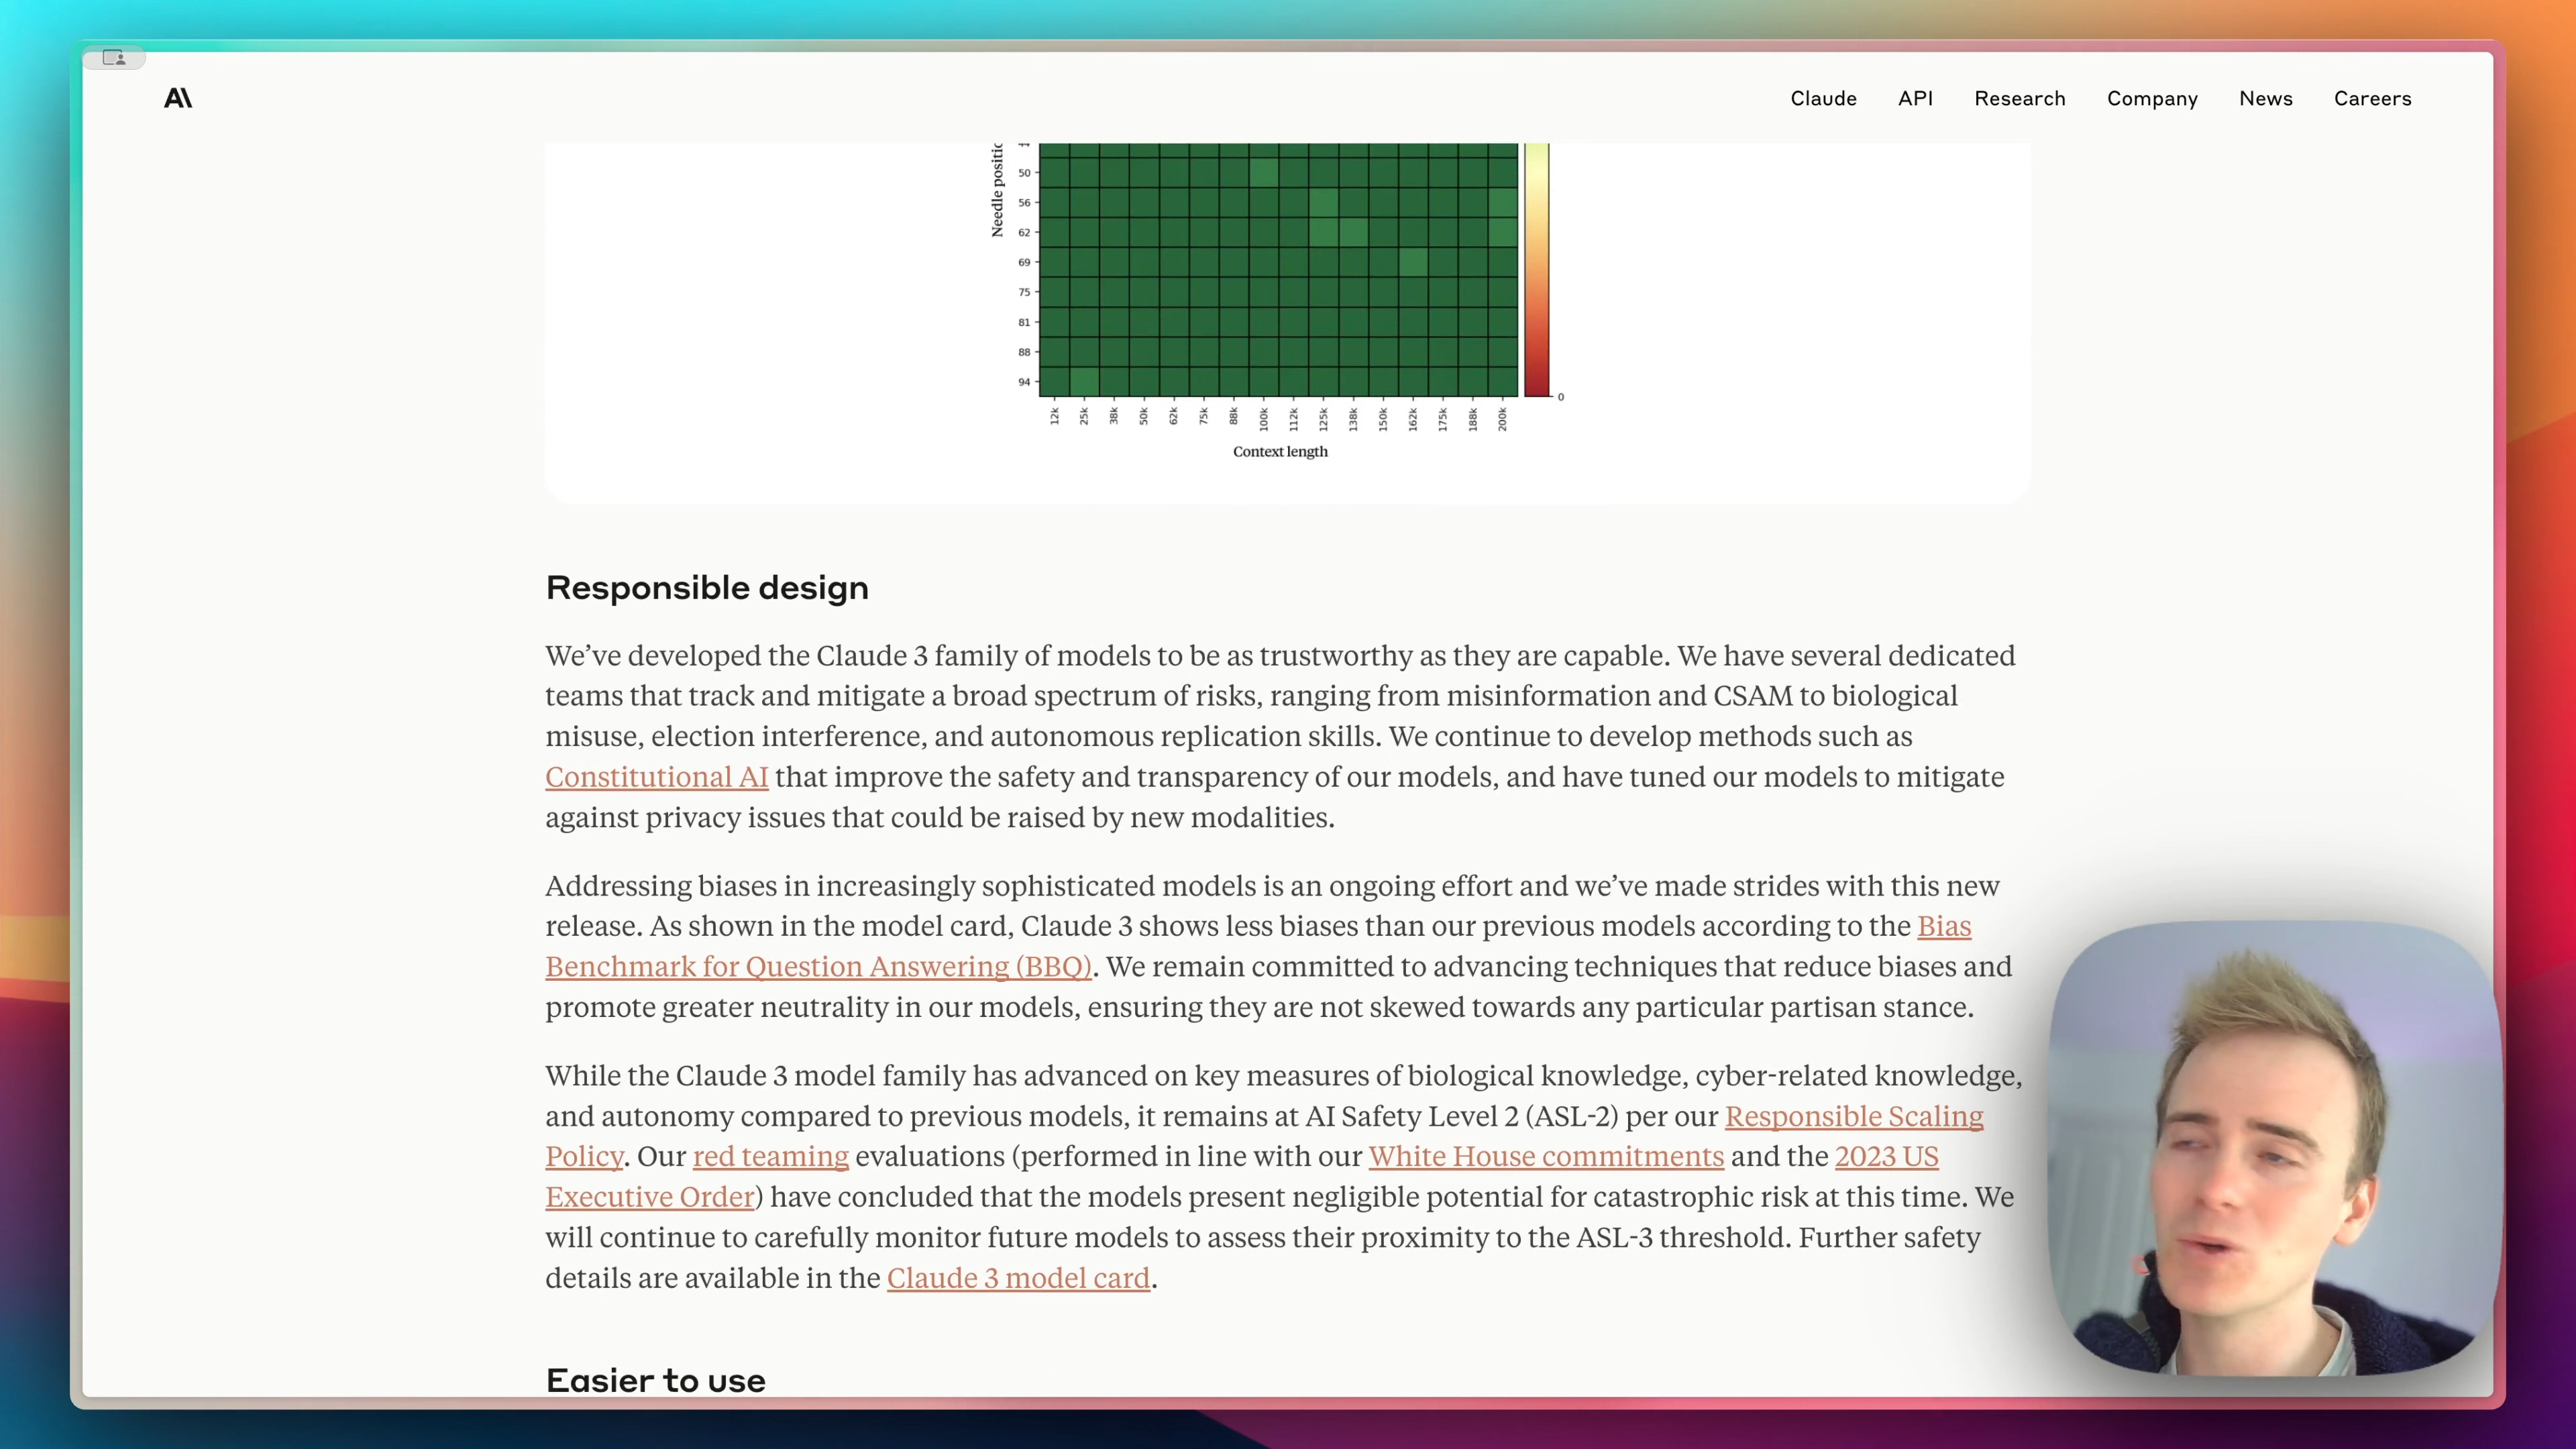 Claude API Research Company News Careers
Needle positio
50
56
62
69
75
81
88
94
0
12k 25k 38k 50k 62k 75k 88k 100k 112k 125k 138k 150k 162k 175k 188k 200k
Context length
Responsible design
We’ve developed the Claude 3 family of models to be as trustworthy as they are capable. We have several dedicated
teams that track and mitigate a broad spectrum of risks, ranging from misinformation and CSAM to biological
misuse, election interference, and autonomous replication skills. We continue to develop methods such as
Constitutional AI that improve the safety and transparency of our models, and have tuned our models to mitigate
against privacy issues that could be raised by new modalities.
Addressing biases in increasingly sophisticated models is an ongoing effort and we’ve made strides with this new
release. As shown in the model card, Claude 3 shows less biases than our previous models according to the Bias
Benchmark for Question Answering (BBQ). We remain committed to advancing techniques that reduce biases and
promote greater neutrality in our models, ensuring they are not skewed towards any particular partisan stance.
While the Claude 3 model family has advanced on key measures of biological knowledge, cyber-related knowledge,
and autonomy compared to previous models, it remains at AI Safety Level 2 (ASL-2) per our Responsible Scaling
Policy. Our red teaming evaluations (performed in line with our White House commitments and the 2023 US
Executive Order) have concluded that the models present negligible potential for catastrophic risk at this time. We
will continue to carefully monitor future models to assess their proximity to the ASL-3 threshold. Further safety
details are available in the Claude 3 model card.
Easier to use